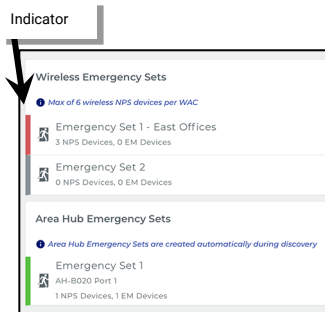 Indicator
Wireless Emergency Sets
Max of 6 wireless NPS devices per WAC
Emergency Set 1 - East Offices
3 NPS Devices, 0 EM Devices
Emergency Set 2
0 NPS Devices, 0 EM Devices
Area Hub Emergency Sets
Area Hub Emergency Sets are created automatically during discovery
Emergency Set 1
AH-B020 Port 1
1 NPS Devices, 1 EM Devices